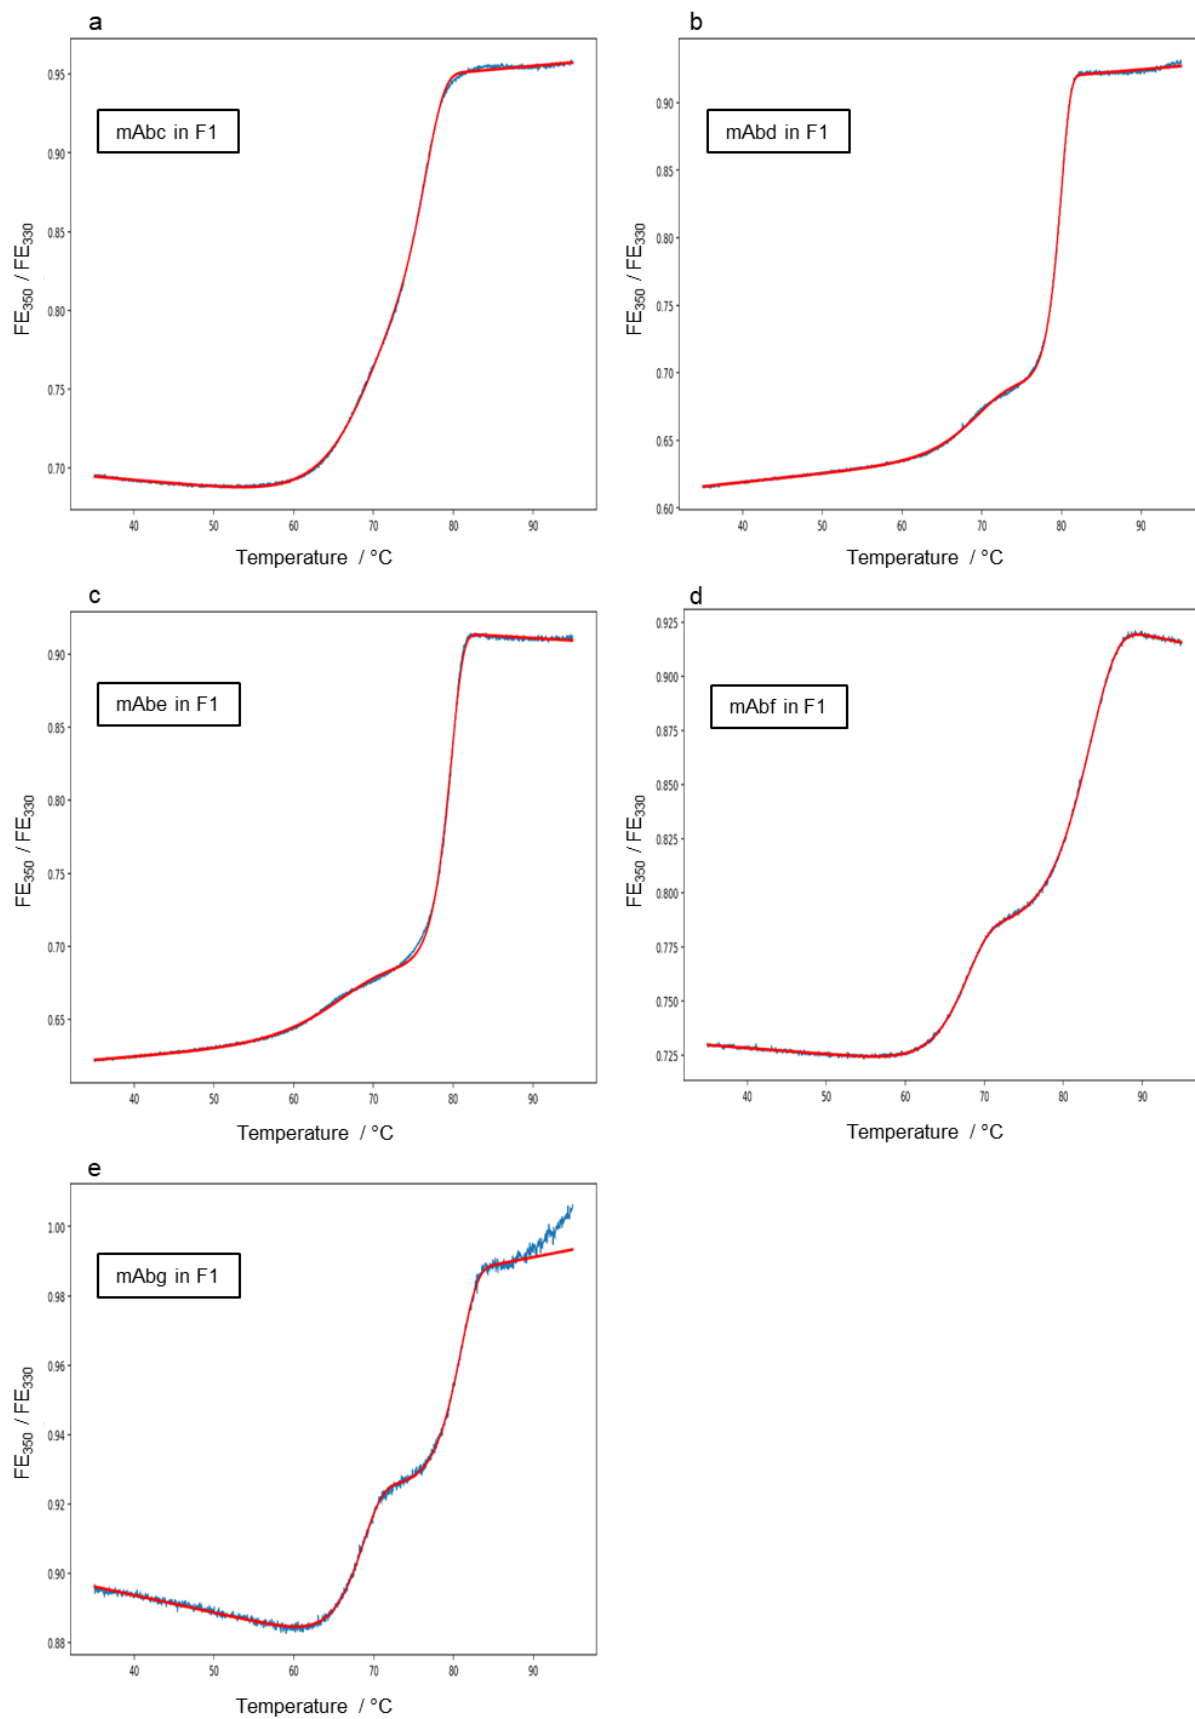 a
0.95
0.90
0.85
0.80
0.75
0.70
mAbc in F1
FE350 / FE330
40 50 60 70 80 90
Temperature / °C
b
0.90
0.85
0.80
0.75
0.70
0.65
0.60
mAbd in F1
FE350 / FE330
40 50 60 70 80 90
Temperature / °C
c
0.90
0.85
0.80
0.75
0.70
0.65
mAbe in F1
FE350 / FE330
40 50 60 70 80 90
Temperature / °C
d
0.925
0.900
0.875
0.850
0.825
0.800
0.775
0.750
0.725
mAbf in F1
FE350 / FE330
40 50 60 70 80 90
Temperature / °C
e
1.00
0.98
0.96
0.94
0.92
0.90
0.88
mAbg in F1
FE350 / FE330
40 50 60 70 80 90
Temperature / °C